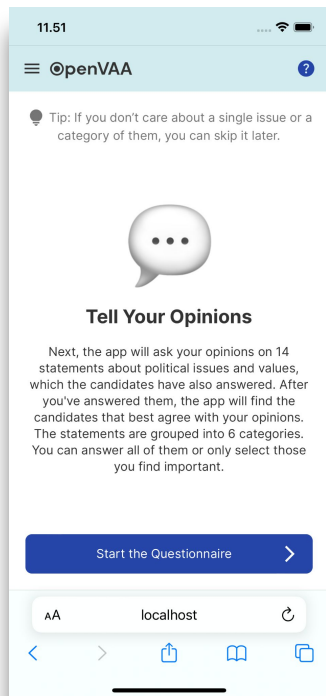 11.51
OpenVAA
?
Tip: If you don't care about a single issue or a
category of them, you can skip it later.
Tell Your Opinions
Next, the app will ask your opinions on 14
statements about political issues and values,
which the candidates have also answered. After
you've answered them, the app will find the
candidates that best agree with your opinions.
The statements are grouped into 6 categories.
You can answer all of them or only select those
you find important.
Start the Questionnaire
AA localhost